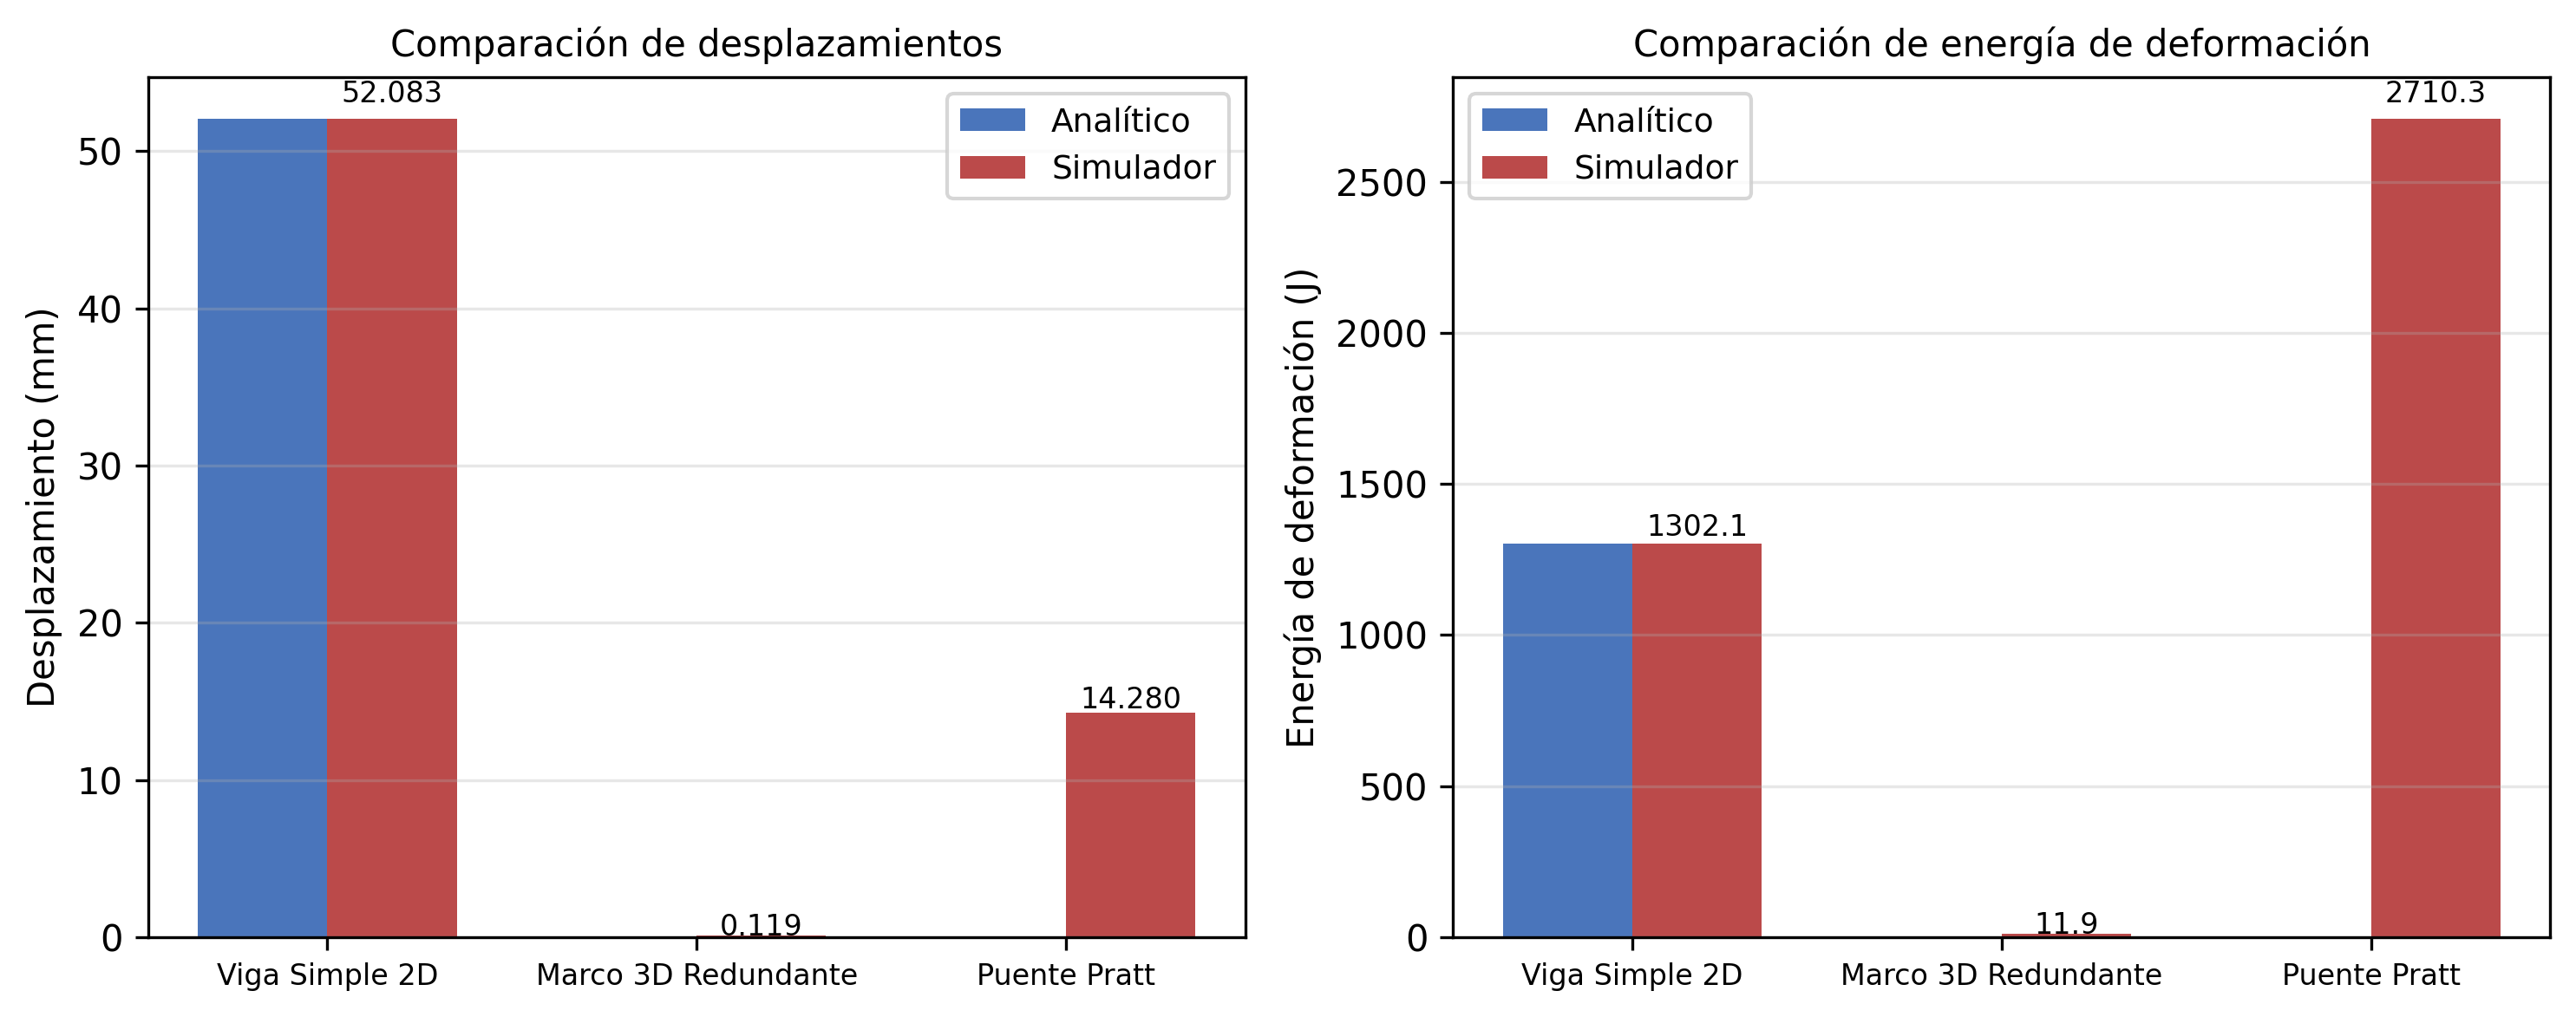 Comparación de desplazamientos
Desplazamiento (mm)
50
40
30
20
10
0
52.083
0.119
14.280
Analítico
Simulador
Viga Simple 2D
Marco 3D Redundante
Puente Pratt
Comparación de energía de deformación
Energía de deformación (J)
2500
2000
1500
1000
500
0
Analítico
Simulador
1302.1
11.9
2710.3
Viga Simple 2D
Marco 3D Redundante
Puente Pratt